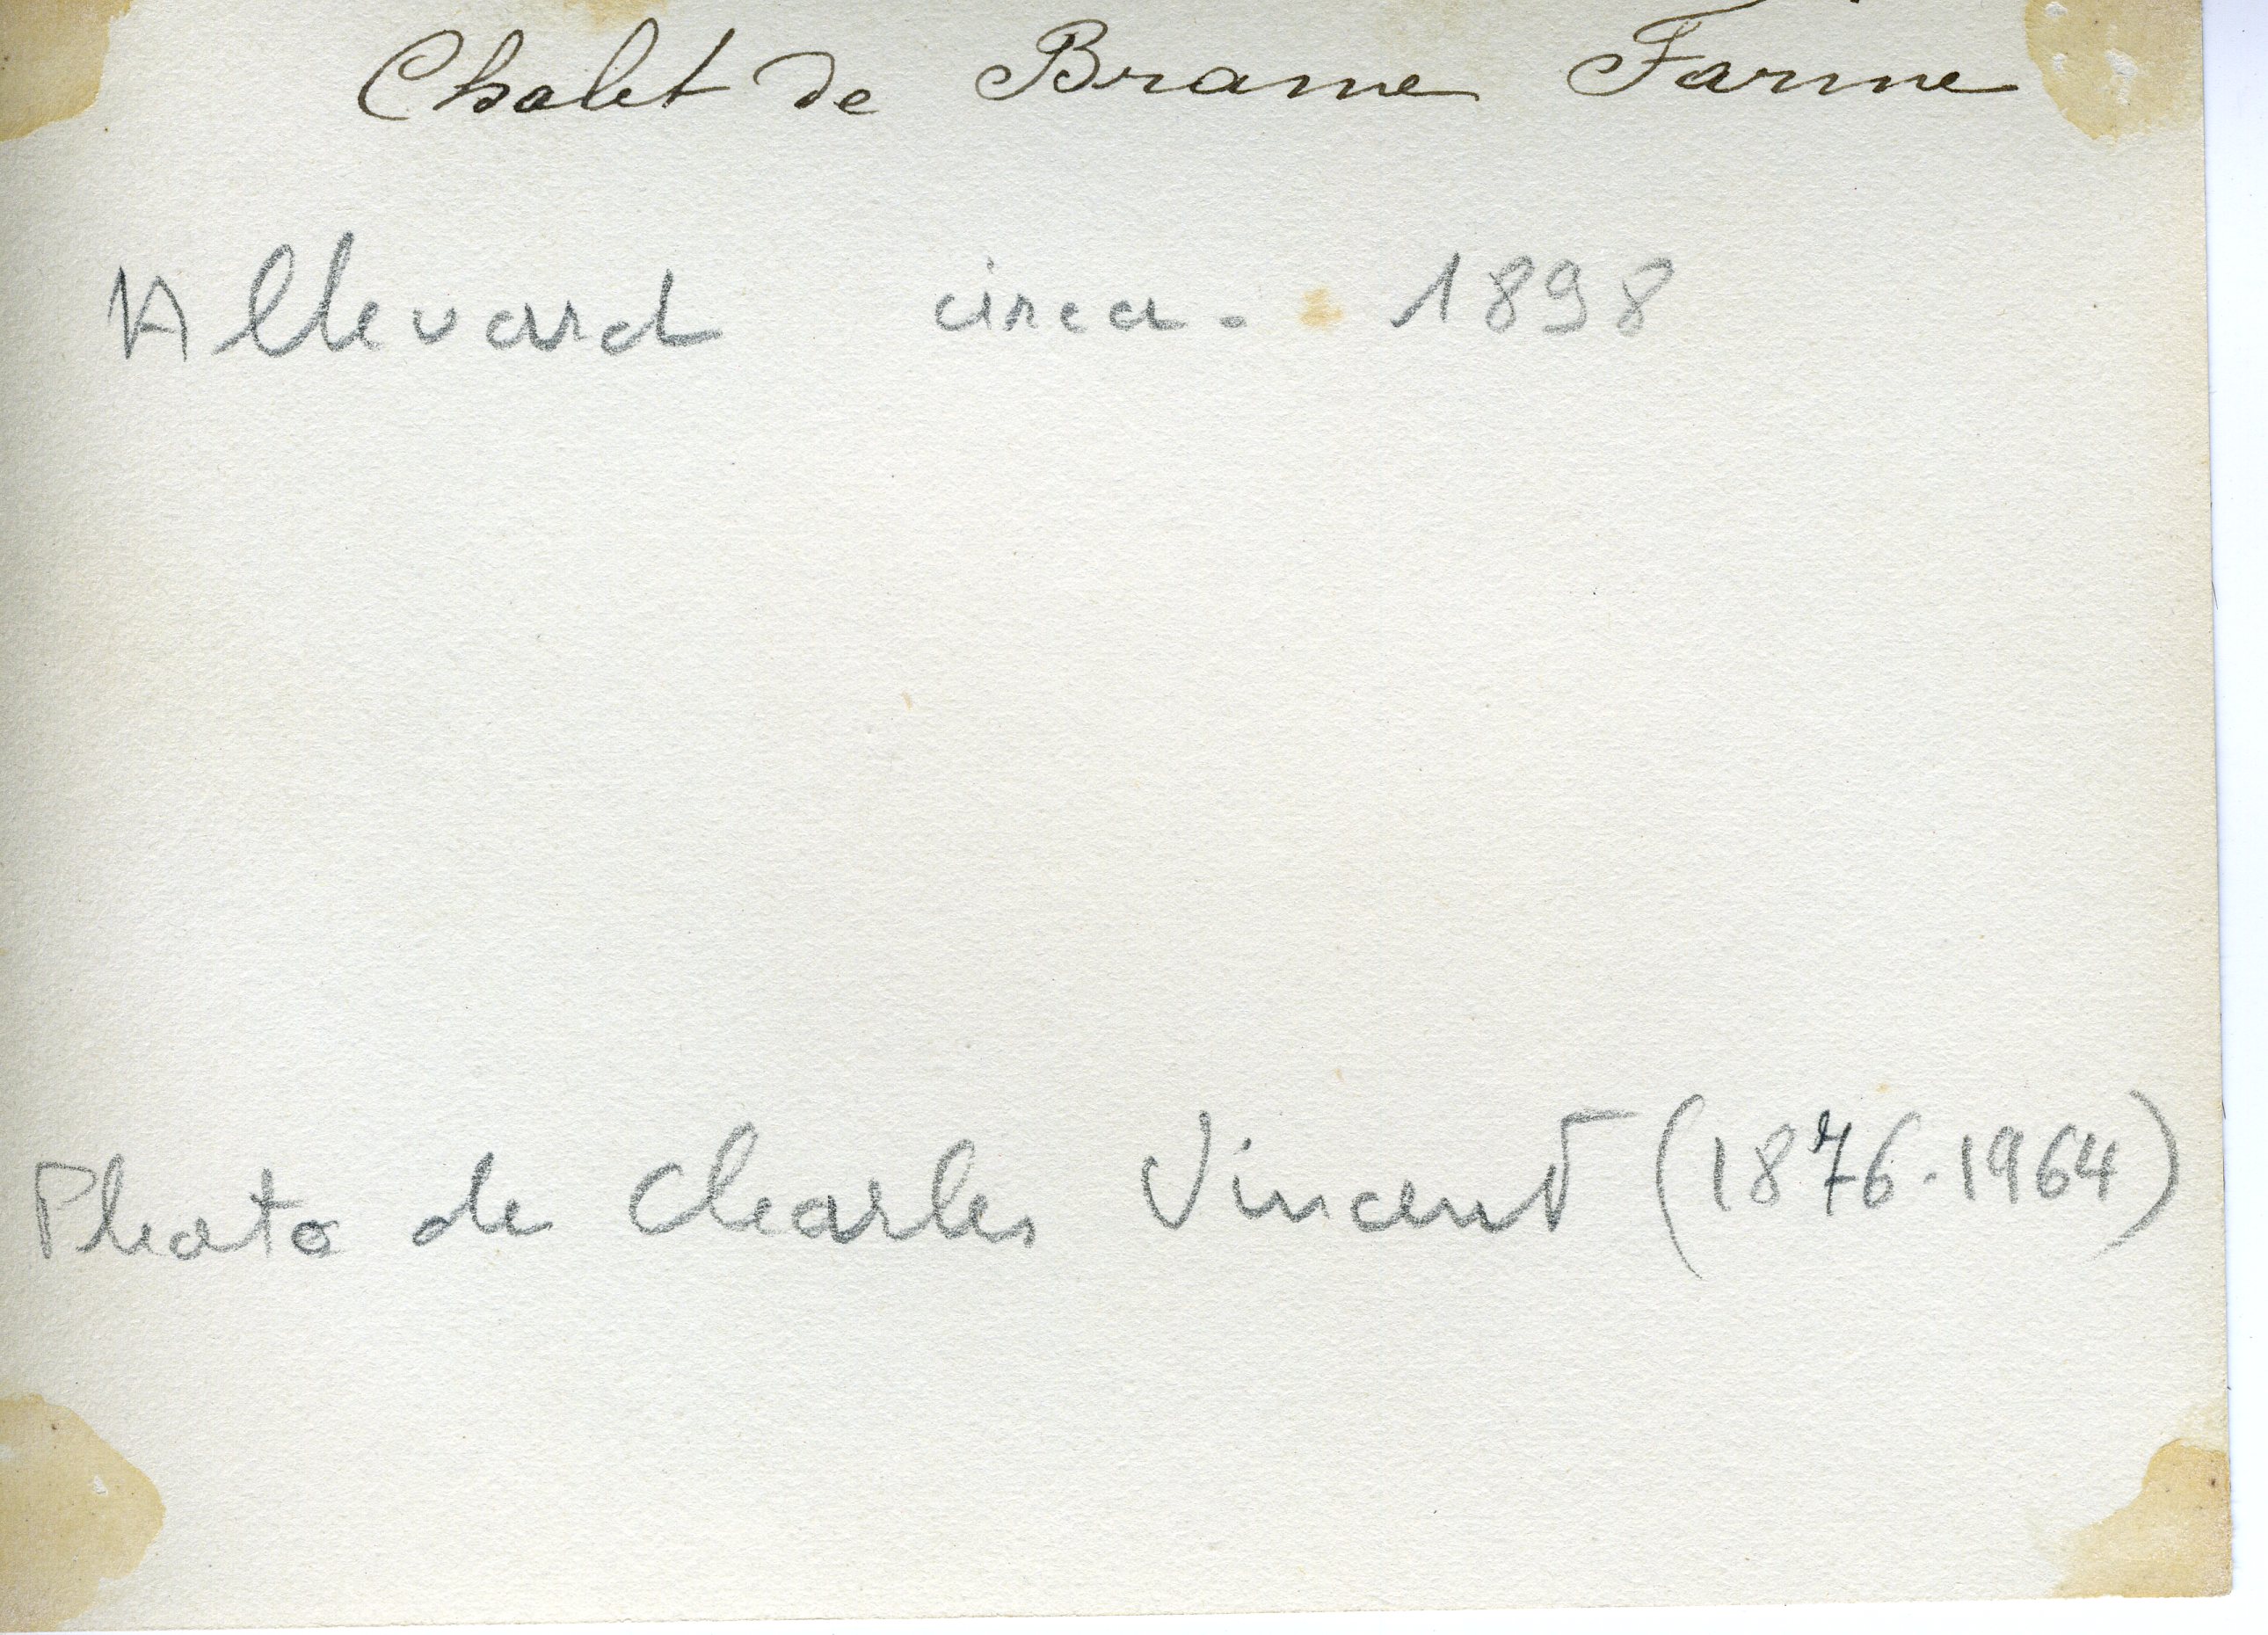 Chalet de Brame Farine
Allevard circa. 1898
Photo de Charles Vincent (1876.1964)